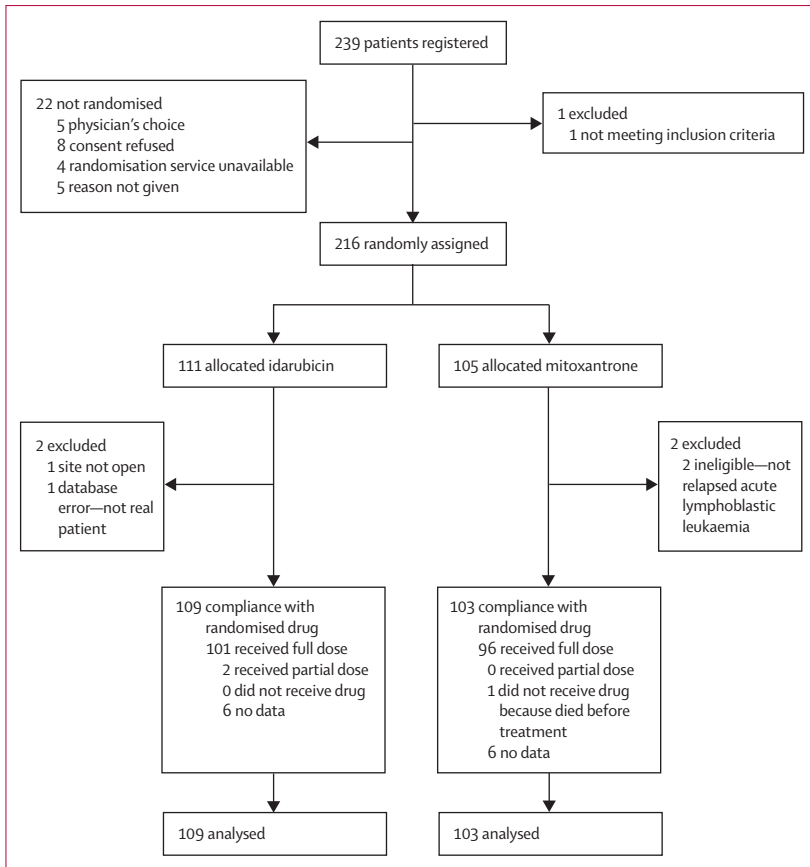 239 patients registered
22 not randomised
5 physician's choice
8 consent refused
4 randomisation service unavailable
5 reason not given
1 excluded
1 not meeting inclusion criteria
216 randomly assigned
111 allocated idarubicin
105 allocated mitoxantrone
2 excluded
1 site not open
1 database
error—not real
patient
2 excluded
2 ineligible—not
relapsed acute
lymphoblastic
leukaemia
109 compliance with
randomised drug
101 received full dose
2 received partial dose
0 did not receive drug
6 no data
103 compliance with
randomised drug
96 received full dose
0 received partial dose
1 did not receive drug
because died before
treatment
6 no data
109 analysed
103 analysed